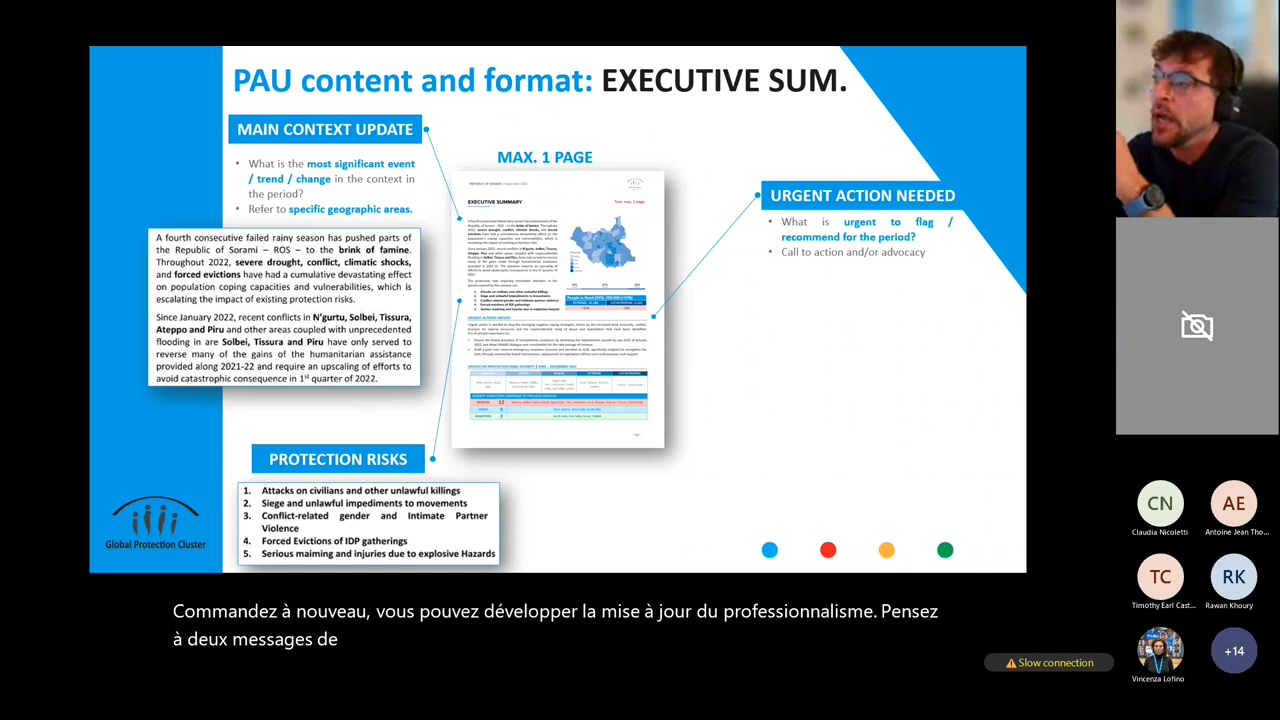 PAU content and format: EXECUTIVE SUM.
MAIN CONTEXT UPDATE
• What is the most significant event
/ trend / change in the context in
the period?
• Refer to specific geographic areas.
A fourth consecutive failed rainy season has pushed parts of
the Republic of Sorami – ROS – to the brink of famine.
Throughout 2022, severe drought, conflict, climatic shocks,
and forced evictions have had a cumulative devastating effect
on population coping capacities and vulnerabilities, which is
escalating the impact of existing protection risks.
Since January 2022, recent conflicts in N'gurtu, Solbei, Tissura,
Ateppo and Piru and other areas coupled with unprecedented
flooding in are Solbei, Tissura and Piru have only served to
reverse many of the gains of the humanitarian assistance
provided along 2021-22 and require an upscaling of efforts to
avoid catastrophic consequence in 1st quarter of 2022.
PROTECTION RISKS
1. Attacks on civilians and other unlawful killings
2. Siege and unlawful impediments to movements
3. Conflict-related gender and Intimate Partner
Violence
4. Forced Evictions of IDP gatherings
5. Serious maiming and injuries due to explosive Hazards
MAX. 1 PAGE
EXECUTIVE SUMMARY
URGENT ACTION NEEDED
• What is urgent to flag /
recommend for the period?
• Call to action and/or advocacy
Global Protection Cluster
Commandez à nouveau, vous pouvez développer la mise à jour du professionnalisme. Pensez
à deux messages de
Slow connection
CN
Claudia Nicoletti
AE
Antoine Jean Tho...
TC
Timothy Earl Cast...
RK
Rawan Khoury
Vincenza Lofino
+14